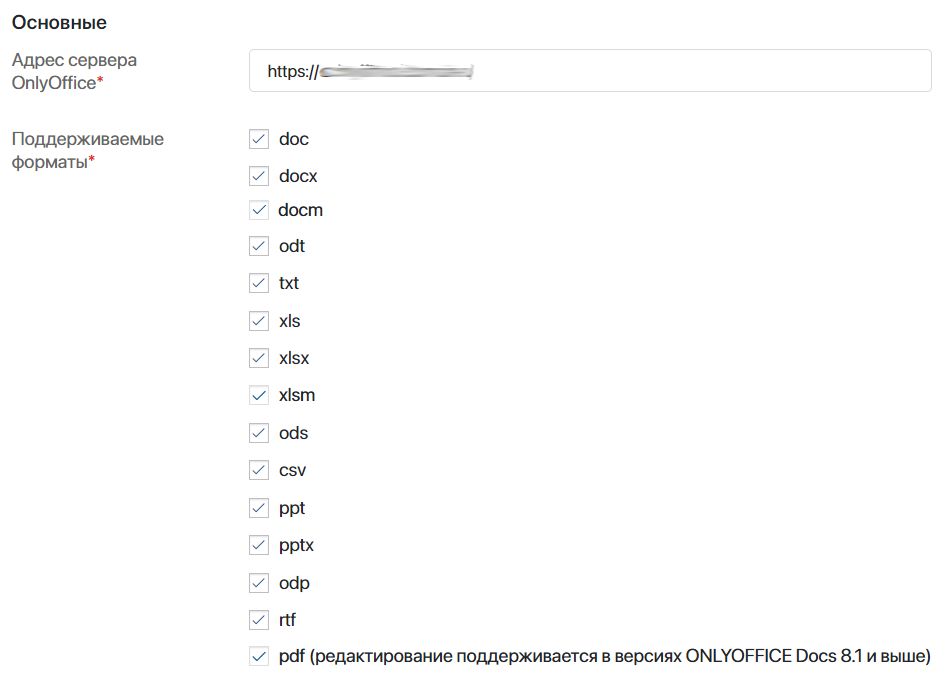 Основные
Адрес сервера
OnlyOffice*
https://
Поддерживаемые
форматы*
doc
docx
docm
odt
txt
xls
xlsx
xlsm
ods
csv
ppt
pptx
odp
rtf
pdf (редактирование поддерживается в версиях ONLYOFFICE Docs 8.1 и выше)